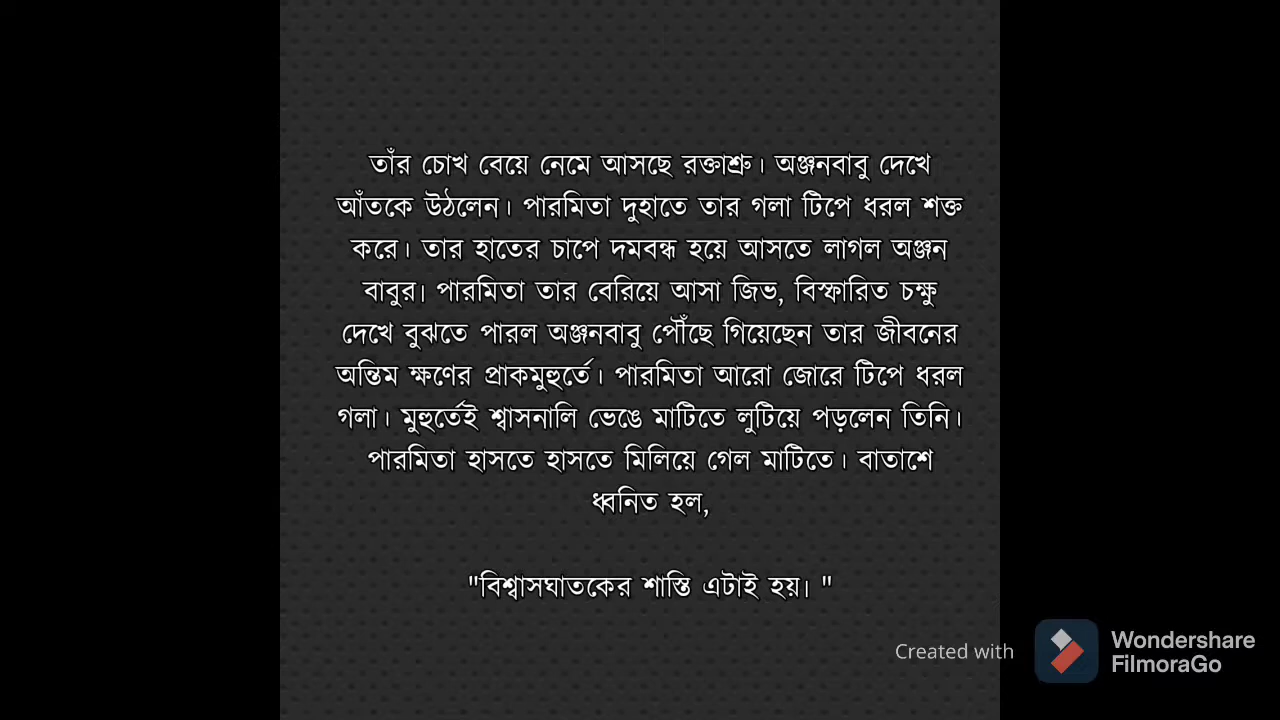 তাঁর চোখ বেয়ে নেমে আসছে রক্তাশ্রু। অঞ্জনবাবু দেখে
আঁতকে উঠলেন। পারমিতা দুহাতে তার গলা টিপে ধরল শক্ত
করে। তার হাতের চাপে দমবন্ধ হয়ে আসতে লাগল অঞ্জন
বাবুর। পারমিতা তার বেরিয়ে আসা জিভ, বিস্ফারিত চক্ষু
দেখে বুঝতে পারল অঞ্জনবাবু পৌঁছে গিয়েছেন তার জীবনের
অন্তিম ক্ষণের প্রাকমুহুর্তে। পারমিতা আরো জোরে টিপে ধরল
গলা। মুহুর্তেই শ্বাসনালি ভেঙে মাটিতে লুটিয়ে পড়লেন তিনি।
পারমিতা হাসতে হাসতে মিলিয়ে গেল মাটিতে। বাতাশে
ধ্বনিত হল,
"বিশ্বাসঘাতকের শাস্তি এটাই হয়। "
Created with
Wondershare
FilmoraGo